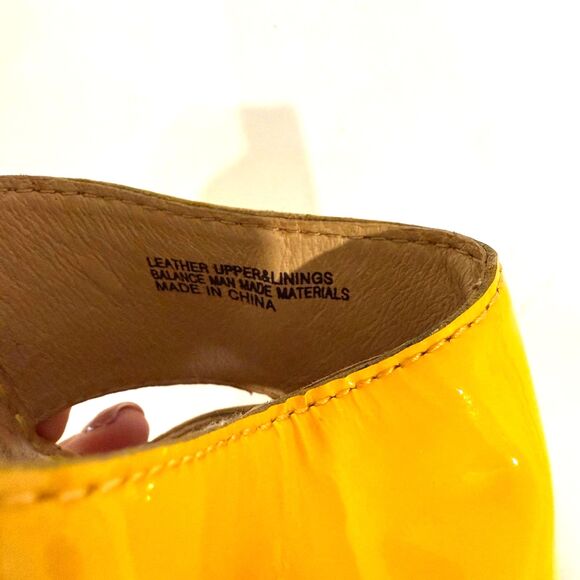 LEATHER UPPER&LININGS
BALANCE MAN MADE MATERIALS
MADE IN CHINA